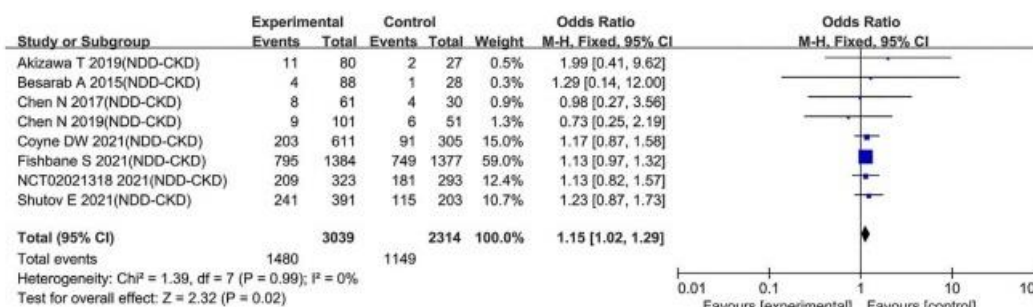 Experimental Control Odds Ratio Odds Ratio
Study or Subgroup Events Total Events Total Weight M-H, Fixed, 95% CI M-H, Fixed, 95% CI
Akizawa T 2019(NDD-CKD) 11 80 2 27 0.5% 1.99 [0.41, 9.62]
Besarab A 2015(NDD-CKD) 4 88 1 28 0.3% 1.29 [0.14, 12.00]
Chen N 2017(NDD-CKD) 8 61 4 30 0.9% 0.98 [0.27, 3.56]
Chen N 2019(NDD-CKD) 9 101 6 51 1.3% 0.73 [0.25, 2.19]
Coyne DW 2021(NDD-CKD) 203 611 91 305 15.0% 1.17 [0.87, 1.58]
Fishbane S 2021(NDD-CKD) 795 1384 749 1377 59.0% 1.13 [0.97, 1.32]
NCT02021318 2021(NDD-CKD) 209 323 181 293 12.4% 1.13 [0.82, 1.57]
Shutov E 2021(NDD-CKD) 241 391 115 203 10.7% 1.23 [0.87, 1.73]
Total (95% CI) 3039 2314 100.0% 1.15 [1.02, 1.29]
Total events 1480 1149
Heterogeneity: Chi² = 1.39, df = 7 (P = 0.99); I² = 0%
Test for overall effect: Z = 2.32 (P = 0.02)
0.01 0.1 1 10
Favours [experimental] Favours [control]